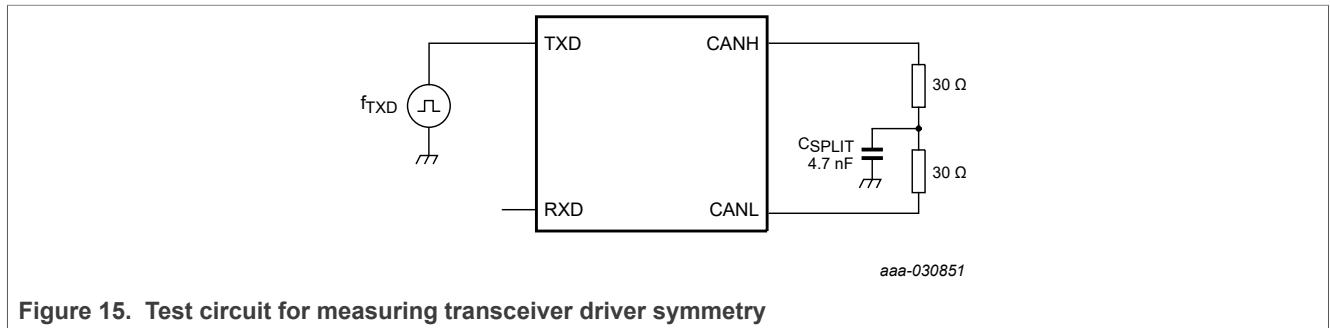 TXD
CANH
30 Ω
fTXD
CSPLIT
4.7 nF
30 Ω
RXD
CANL
aaa-030851
Figure 15. Test circuit for measuring transceiver driver symmetry